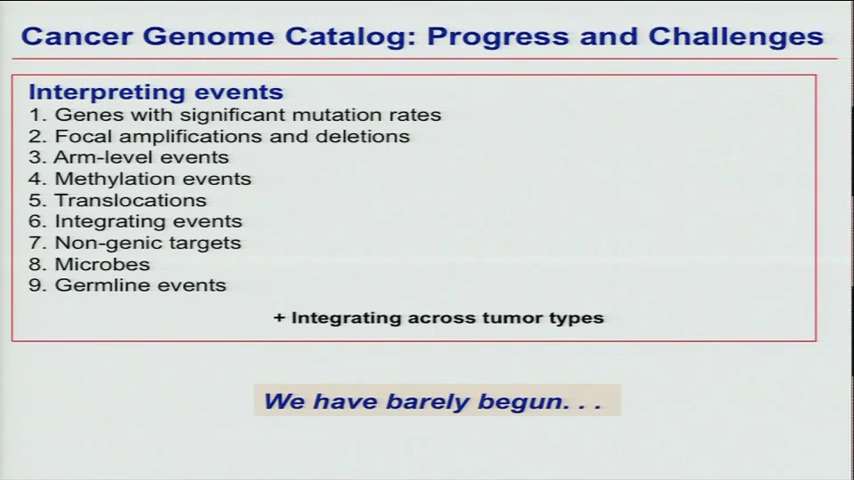 Cancer Genome Catalog: Progress and Challenges
Interpreting events
1. Genes with significant mutation rates
2. Focal amplifications and deletions
3. Arm-level events
4. Methylation events
5. Translocations
6. Integrating events
7. Non-genic targets
8. Microbes
9. Germline events
+ Integrating across tumor types
We have barely begun. . .